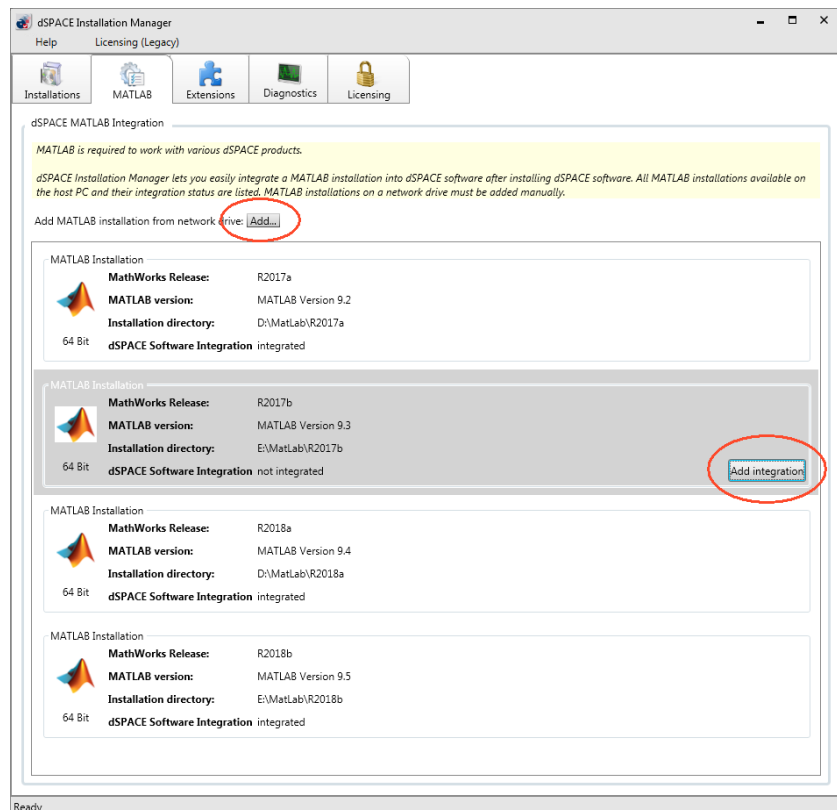 dSPACE Installation Manager
Help Licensing (Legacy)
Installations MATLAB Extensions Diagnostics Licensing
dSPACE MATLAB Integration
MATLAB is required to work with various dSPACE products.
dSPACE Installation Manager lets you easily integrate a MATLAB installation into dSPACE software after installing dSPACE software. All MATLAB installations available on
the host PC and their integration status are listed. MATLAB installations on a network drive must be added manually.
Add MATLAB installation from network drive: Add...
MATLAB Installation
MathWorks Release: R2017a
MATLAB version: MATLAB Version 9.2
Installation directory: D:\MatLab\R2017a
64 Bit dSPACE Software Integration integrated
MATLAB Installation
MathWorks Release: R2017b
MATLAB version: MATLAB Version 9.3
Installation directory: E:\MatLab\R2017b
64 Bit dSPACE Software Integration not integrated Add integration
MATLAB Installation
MathWorks Release: R2018a
MATLAB version: MATLAB Version 9.4
Installation directory: D:\MatLab\R2018a
64 Bit dSPACE Software Integration integrated
MATLAB Installation
MathWorks Release: R2018b
MATLAB version: MATLAB Version 9.5
Installation directory: E:\MatLab\R2018b
64 Bit dSPACE Software Integration integrated
Ready